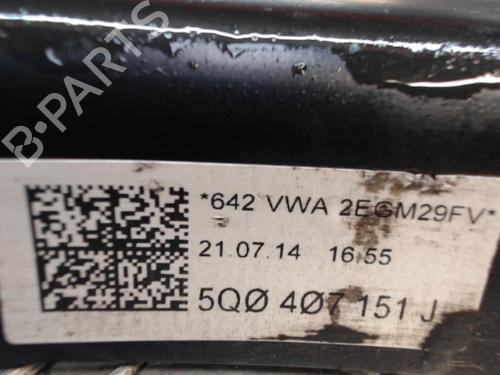 B-PARTS
*642 VWA 2EGM29FV*
21.07.14 16:55
5QØ 4Ø7 151 J